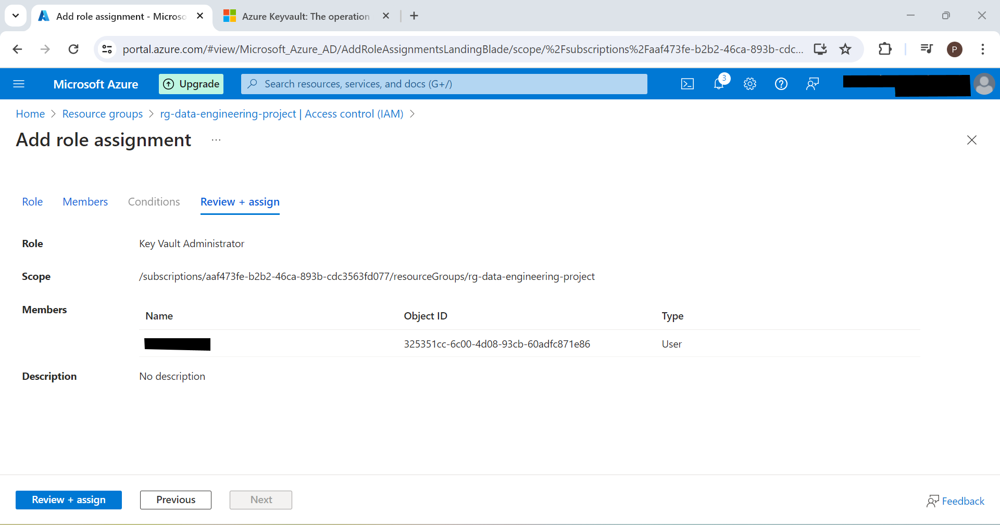 Add role assignment - Microso
Azure Keyvault: The operation
portal.azure.com/#view/Microsoft_Azure_AD/AddRoleAssignmentsLandingBlade/scope/%2Fsubscriptions%2Faaf473fe-b2b2-46ca-893b-cdc...
P
Microsoft Azure
Upgrade
Search resources, services, and docs (G+/)
3
Home > Resource groups > rg-data-engineering-project | Access control (IAM) >
Add role assignment ...
Role Members Conditions Review + assign
Role Key Vault Administrator
Scope /subscriptions/aaf473fe-b2b2-46ca-893b-cdc3563fd077/resourceGroups/rg-data-engineering-project
Members
Name Object ID Type
325351cc-6c00-4d08-93cb-60adfc871e86 User
Description No description
Review + assign Previous Next
Feedback